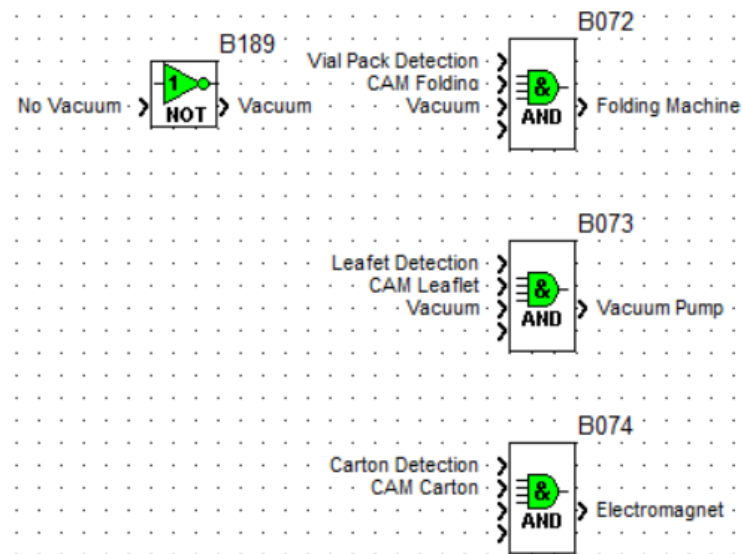 B072
B189
Vial Pack Detection
CAM Folding
1
&
No Vacuum
NOT
Vacuum
Vacuum
AND
Folding Machine
B073
Leafet Detection
CAM Leaflet
&
Vacuum
AND
Vacuum Pump
B074
Carton Detection
CAM Carton
&
AND
Electromagnet